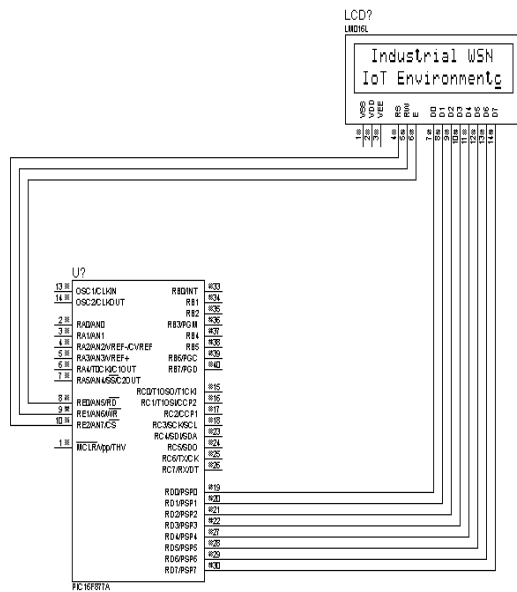 LCD?
LM016L
Industrial WSN
IoT Environmentç
VSS VDD VEE RS RW E D0 D1 D2 D3 D4 D5 D6 D7
1 2 3 4 5 6 7 8 9 10 11 12 13 14
U?
13 OSC1/CLKIN RB0/INT 33
14 OSC2/CLKOUT RB1 34
RB2 35
2 RA0/AN0 RB3/PGM 36
3 RA1/AN1 RB4 37
4 RA2/AN2/VREF-/CVREF RB5 38
5 RA3/AN3/VREF+ RB6/PGC 39
6 RA4/T0CKI/C1OUT RB7/PGD 40
7 RA5/AN4/SS/C2OUT
RC0/T1OSO/T1CKI 15
8 RE0/AN5/RD RC1/T1OSI/CCP2 16
9 RE1/AN6/WR RC2/CCP1 17
10 RE2/AN7/CS RC3/SCK/SCL 18
RC4/SDI/SDA 23
1 MCLR/Vpp/THV RC5/SDO 24
RC6/TX/CK 25
RC7/RX/DT 26
RD0/PSP0 19
RD1/PSP1 20
RD2/PSP2 21
RD3/PSP3 22
RD4/PSP4 27
RD5/PSP5 28
RD6/PSP6 29
RD7/PSP7 30
PIC16F877A